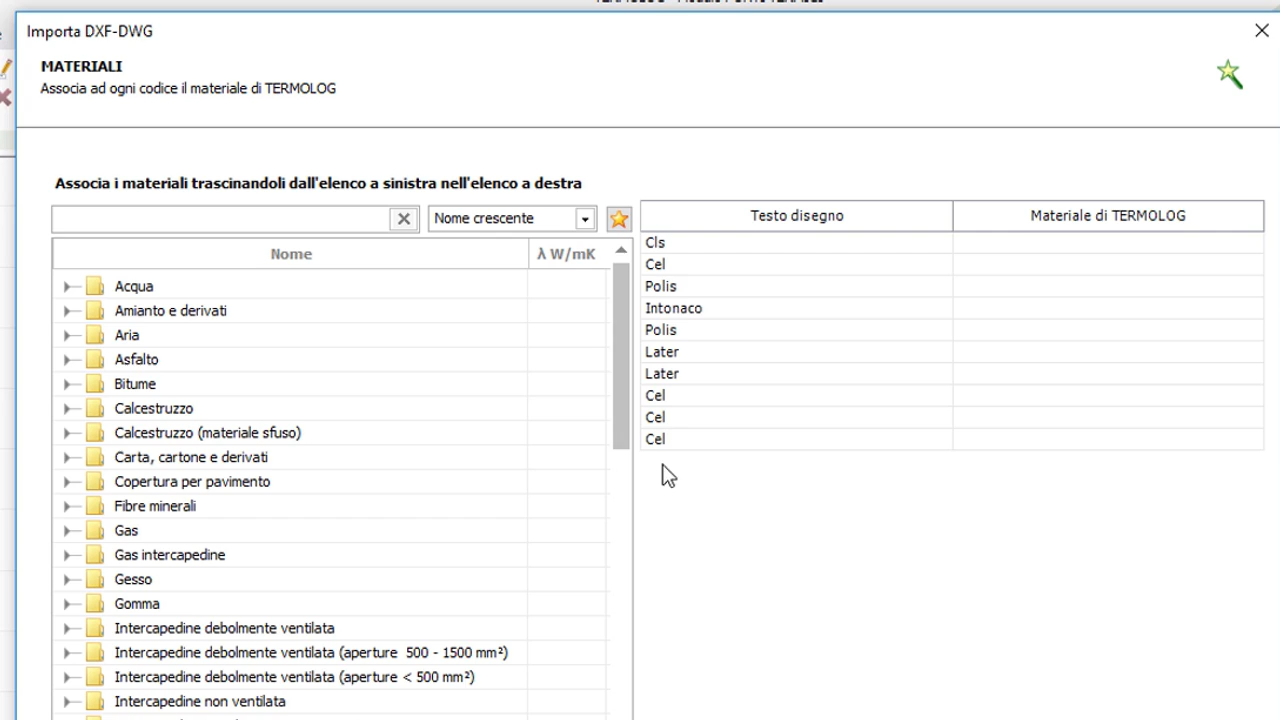 Importa DXF-DWG
MATERIALI
Associa ad ogni codice il materiale di TERMOLOG
Associa i materiali trascinandoli dall'elenco a sinistra nell'elenco a destra
Nome crescente
Nome λ W/mK
Acqua
Amianto e derivati
Aria
Asfalto
Bitume
Calcestruzzo
Calcestruzzo (materiale sfuso)
Carta, cartone e derivati
Copertura per pavimento
Fibre minerali
Gas
Gas intercapedine
Gesso
Gomma
Intercapedine debolmente ventilata
Intercapedine debolmente ventilata (aperture 500 - 1500 mm²)
Intercapedine debolmente ventilata (aperture < 500 mm²)
Intercapedine non ventilata
Testo disegno Materiale di TERMOLOG
Cls
Cel
Polis
Intonaco
Polis
Later
Later
Cel
Cel
Cel